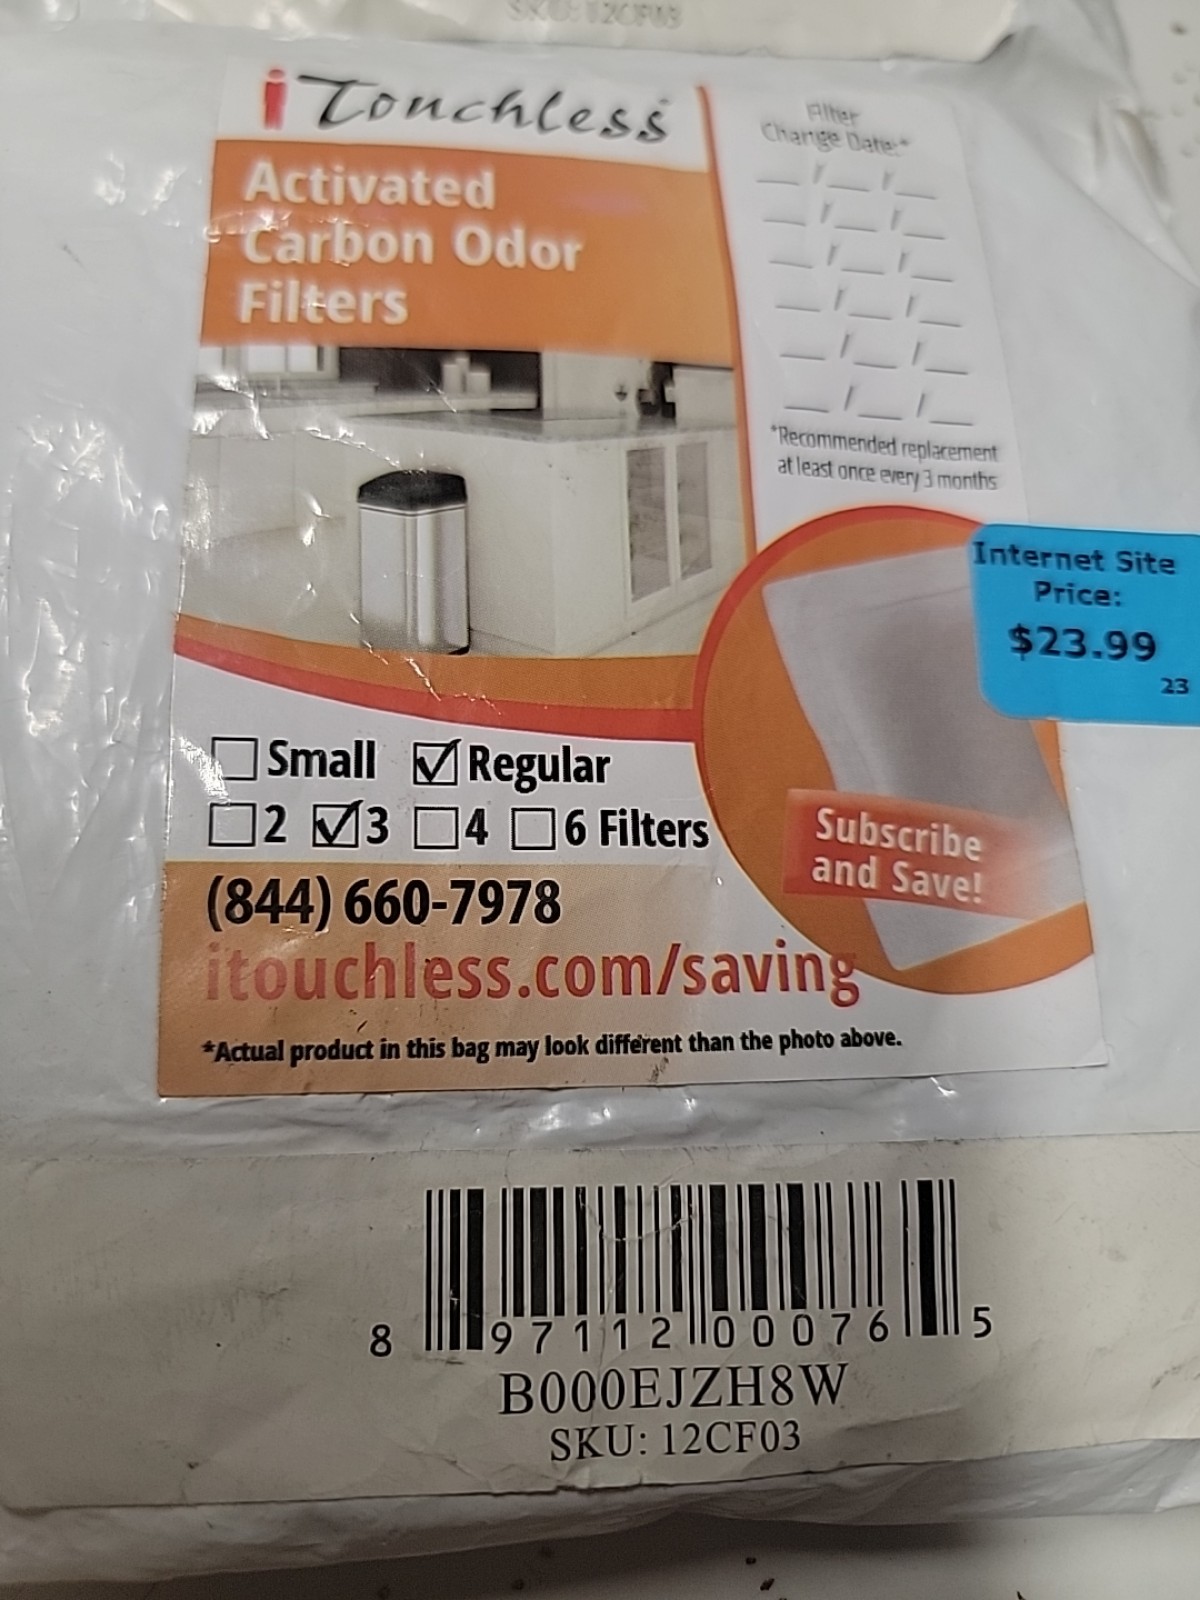 SKU: 12CF03
iTouchless
Activated
Carbon Odor
Filters
Filter
Change Date:*
*Recommended replacement
at least once every 3 months
Internet Site
Price:
$23.99
23
Small Regular
2 3 4 6 Filters
Subscribe
and Save!
(844) 660-7978
itouchless.com/saving
*Actual product in this bag may look different than the photo above.
8 97112 00076 5
B000EJZH8W
SKU: 12CF03